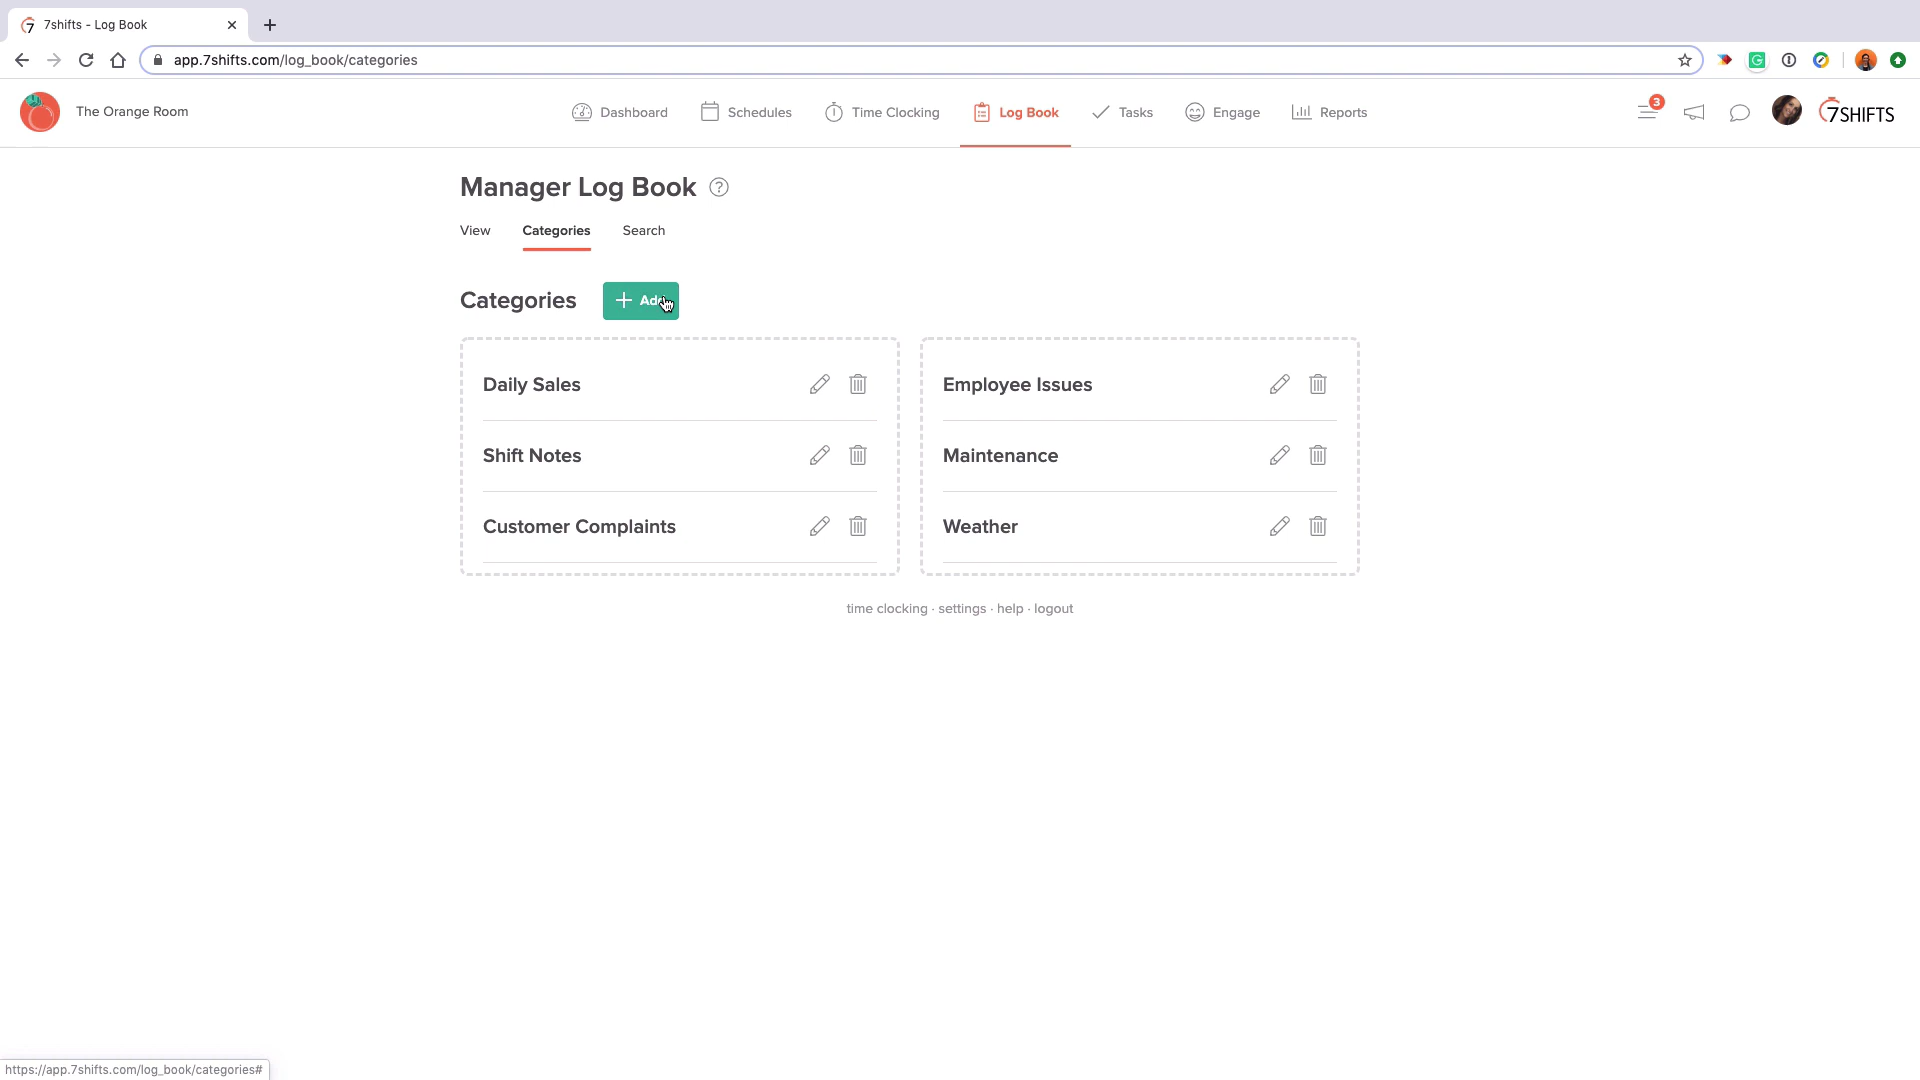 7shifts - Log Book
app.7shifts.com/log_book/categories
The Orange Room
Dashboard
Schedules
Time Clocking
Log Book
Tasks
Engage
Reports
3
7SHIFTS
Manager Log Book ?
View
Categories
Search
Categories
+ Add
Daily Sales
Employee Issues
Shift Notes
Maintenance
Customer Complaints
Weather
time clocking · settings · help · logout
https://app.7shifts.com/log_book/categories#